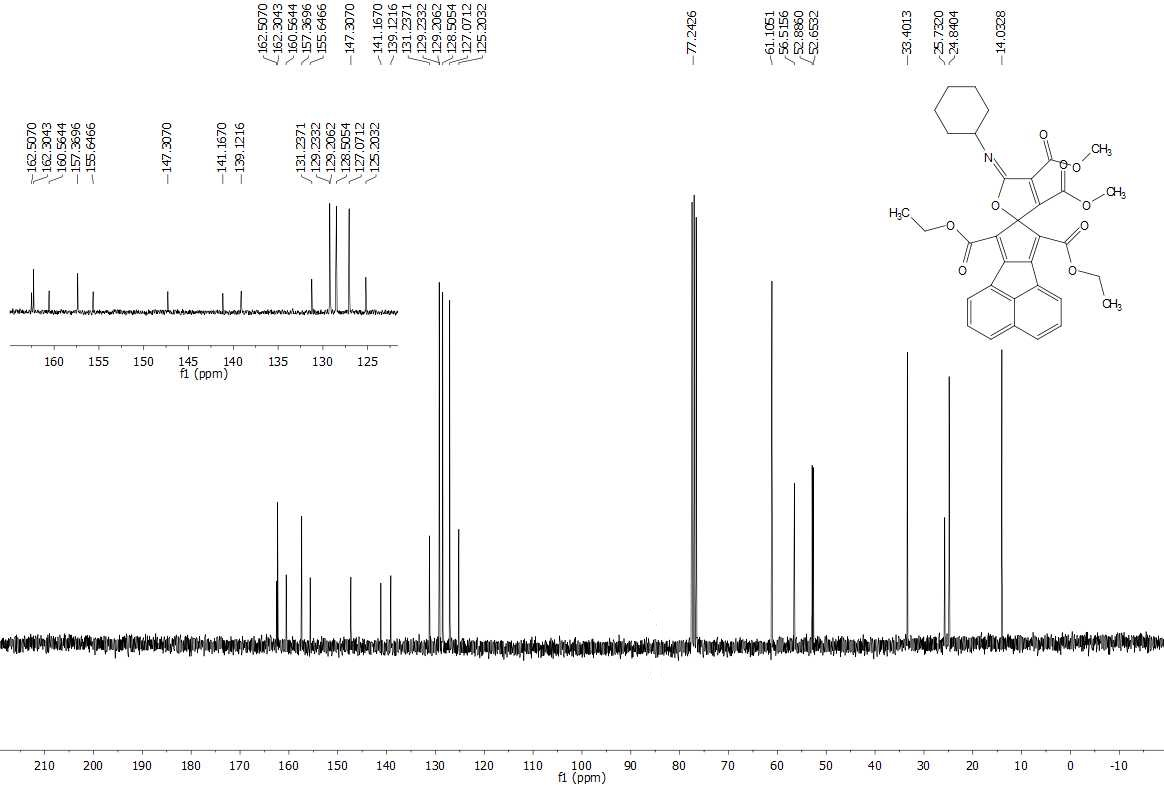 162.5070
162.3043
160.5644
157.3696
155.6466
147.3070
141.1670
139.1216
131.2371
129.2332
129.2062
128.5054
127.0712
125.2032
77.2426
61.1051
56.5156
52.8860
52.6532
33.4013
25.7320
24.8404
14.0328
162.5070
162.3043
160.5644
157.3696
155.6466
147.3070
141.1670
139.1216
131.2371
129.2332
129.2062
128.5054
127.0712
125.2032
160 155 150 145 140 135 130 125
f1 (ppm)
N
O
CH3
O
O
CH3
O
O
O
H3C
O
O
O
O
CH3
210 200 190 180 170 160 150 140 130 120 110 100 90 80 70 60 50 40 30 20 10 0 -10
f1 (ppm)